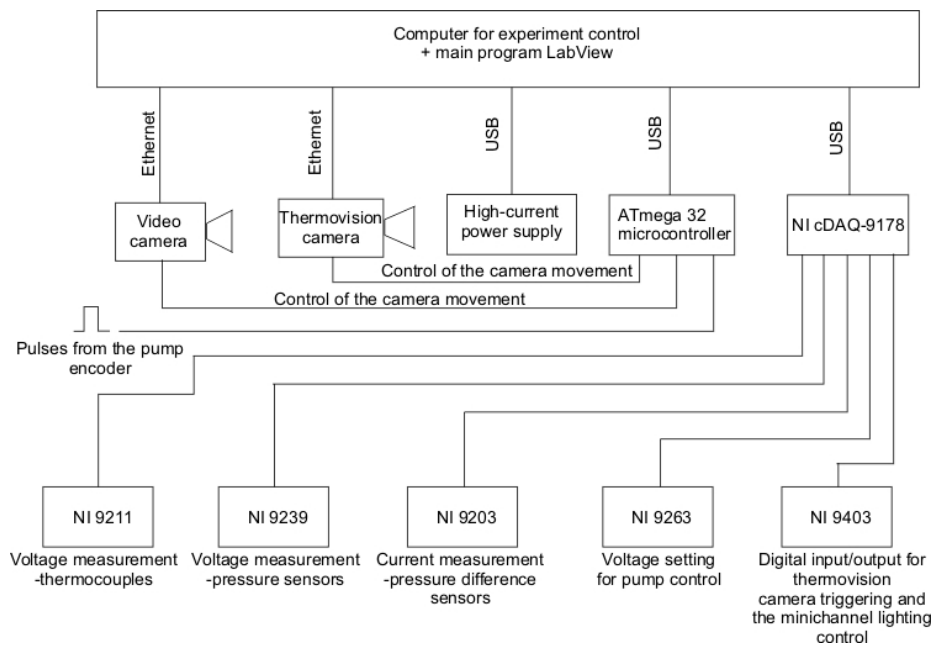 Computer for experiment control
+ main program LabView
Ethernet
Ethernet
USB
USB
USB
Video
camera
Thermovision
camera
High-current
power supply
ATmega 32
microcontroller
NI cDAQ-9178
Control of the camera movement
Control of the camera movement
Pulses from the pump
encoder
NI 9211
NI 9239
NI 9203
NI 9263
NI 9403
Voltage measurement
-thermocouples
Voltage measurement
-pressure sensors
Current measurement
-pressure difference
sensors
Voltage setting
for pump control
Digital input/output for
thermovision
camera triggering and
the minichannel lighting
control